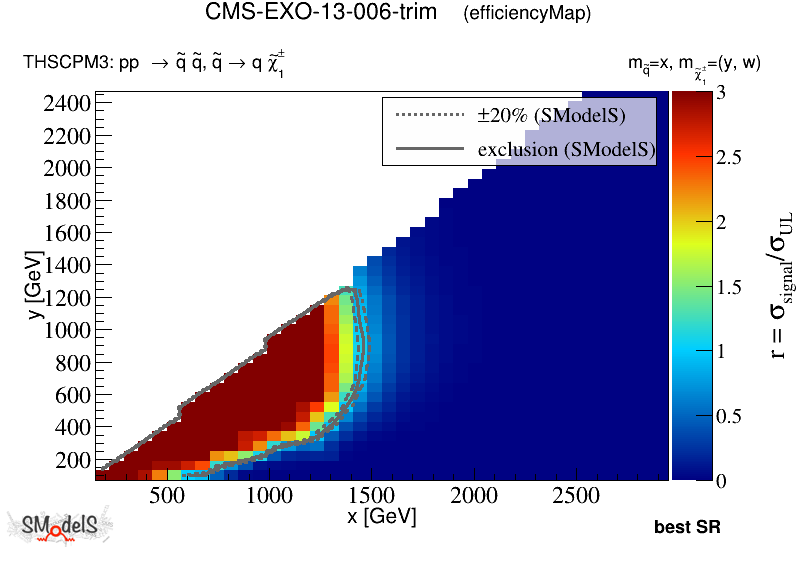 CMS-EXO-13-006-trim (efficiencyMap)
THSCPM3: pp → q̃ q̃, q̃ → q χ̃₁± m_q̃=x, m_χ̃₁±=(y, w)
±20% (SModelS)
exclusion (SModelS)
2400
2200
2000
1800
1600
1400
1200
1000
800
600
400
200
y [GeV]
500 1000 1500 2000 2500
x [GeV]
3
2.5
2
1.5
1
0.5
0
r = σ_signal/σ_UL
SModelS
best SR